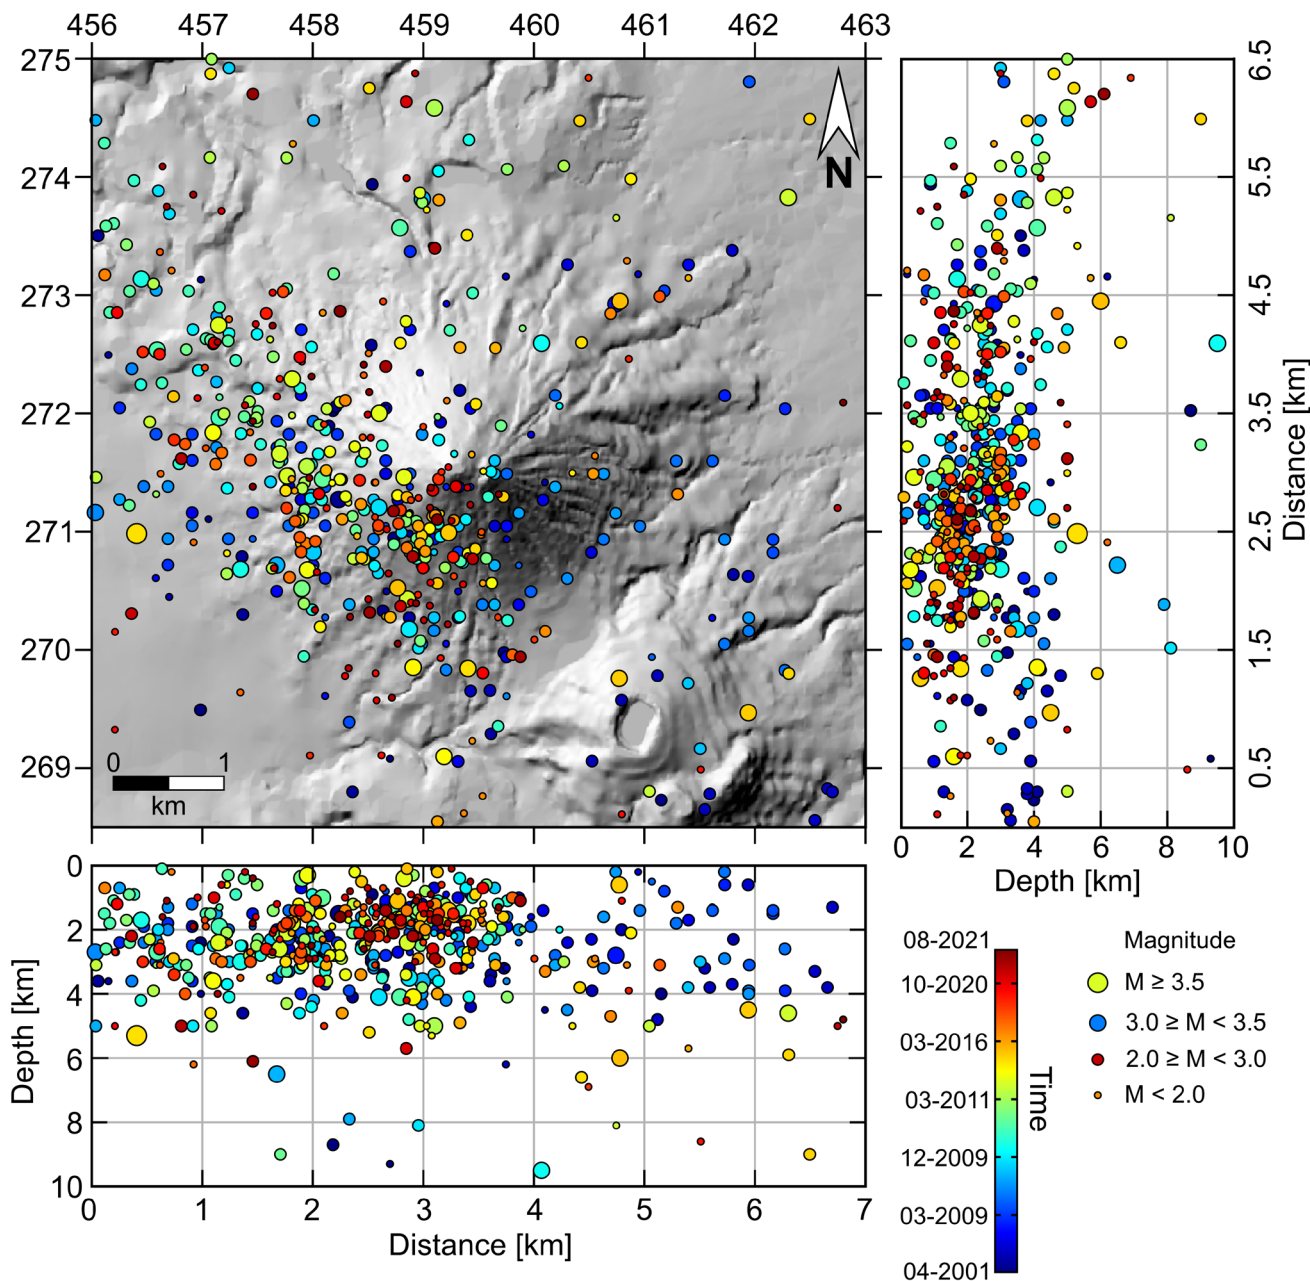 456 457 458 459 460 461 462 463
275
274
273
272
271
270
269
N
0 1
km
6.5
5.5
4.5
3.5
2.5
1.5
0.5
Distance [km]
0 2 4 6 8 10
Depth [km]
0
2
4
6
8
10
Depth [km]
0 1 2 3 4 5 6 7
Distance [km]
08-2021
10-2020
03-2016
03-2011
12-2009
03-2009
04-2001
Time
Magnitude
M ≥ 3.5
3.0 ≥ M < 3.5
2.0 ≥ M < 3.0
M < 2.0